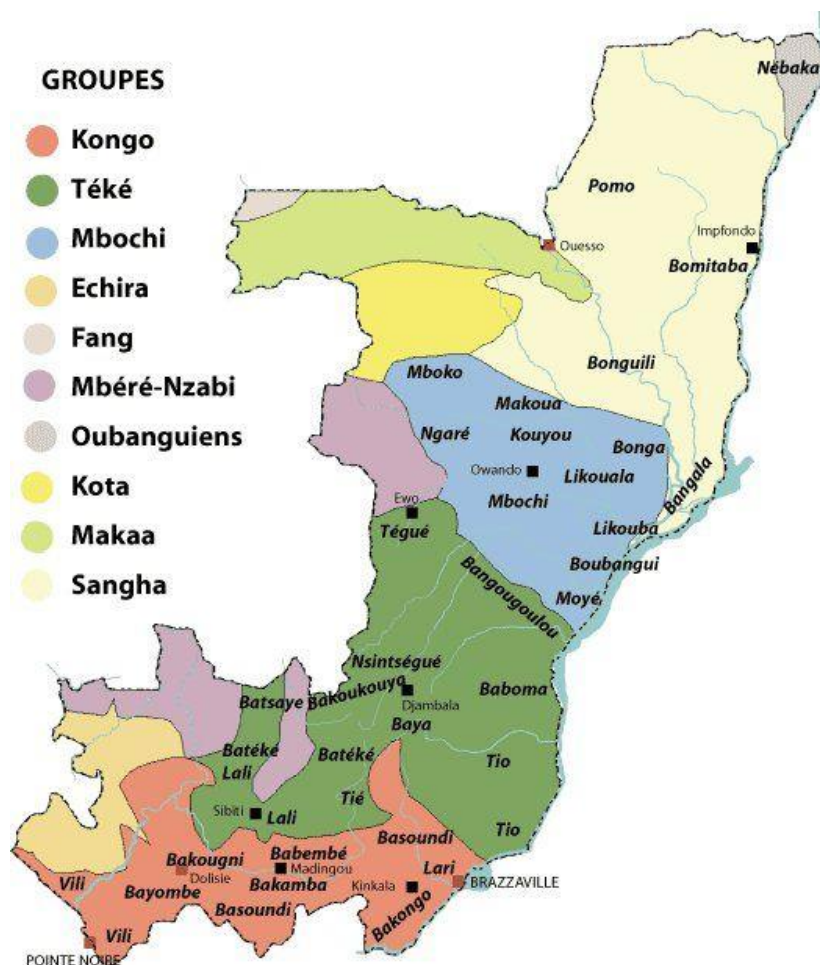 GROUPES
Kongo
Téké
Mbochi
Echira
Fang
Mbéré-Nzabi
Oubanguiens
Kota
Makaa
Sangha
Nébaka
Pomo
Impfondo
Ouesso
Bomitaba
Bonguili
Mboko
Makoua
Ngaré
Kouyou
Bonga
Owando
Likouala
Bangala
Mbochi
Ewo
Tégué
Likouba
Boubangui
Bangougoulou
Moyé
Nsintségué
Batsaye
Bakoukouya
Djambala
Baboma
Baya
Batéké
Batéké
Lali
Tio
Tié
Sibiti
Lali
Tio
Basoundi
Babembé
Bakougni
Madingou
Lari
Vili
Dolisie
Bakamba
Kinkala
BRAZZAVILLE
Bayombe
Basoundi
Bakongo
Vili
POINTE NOIRE